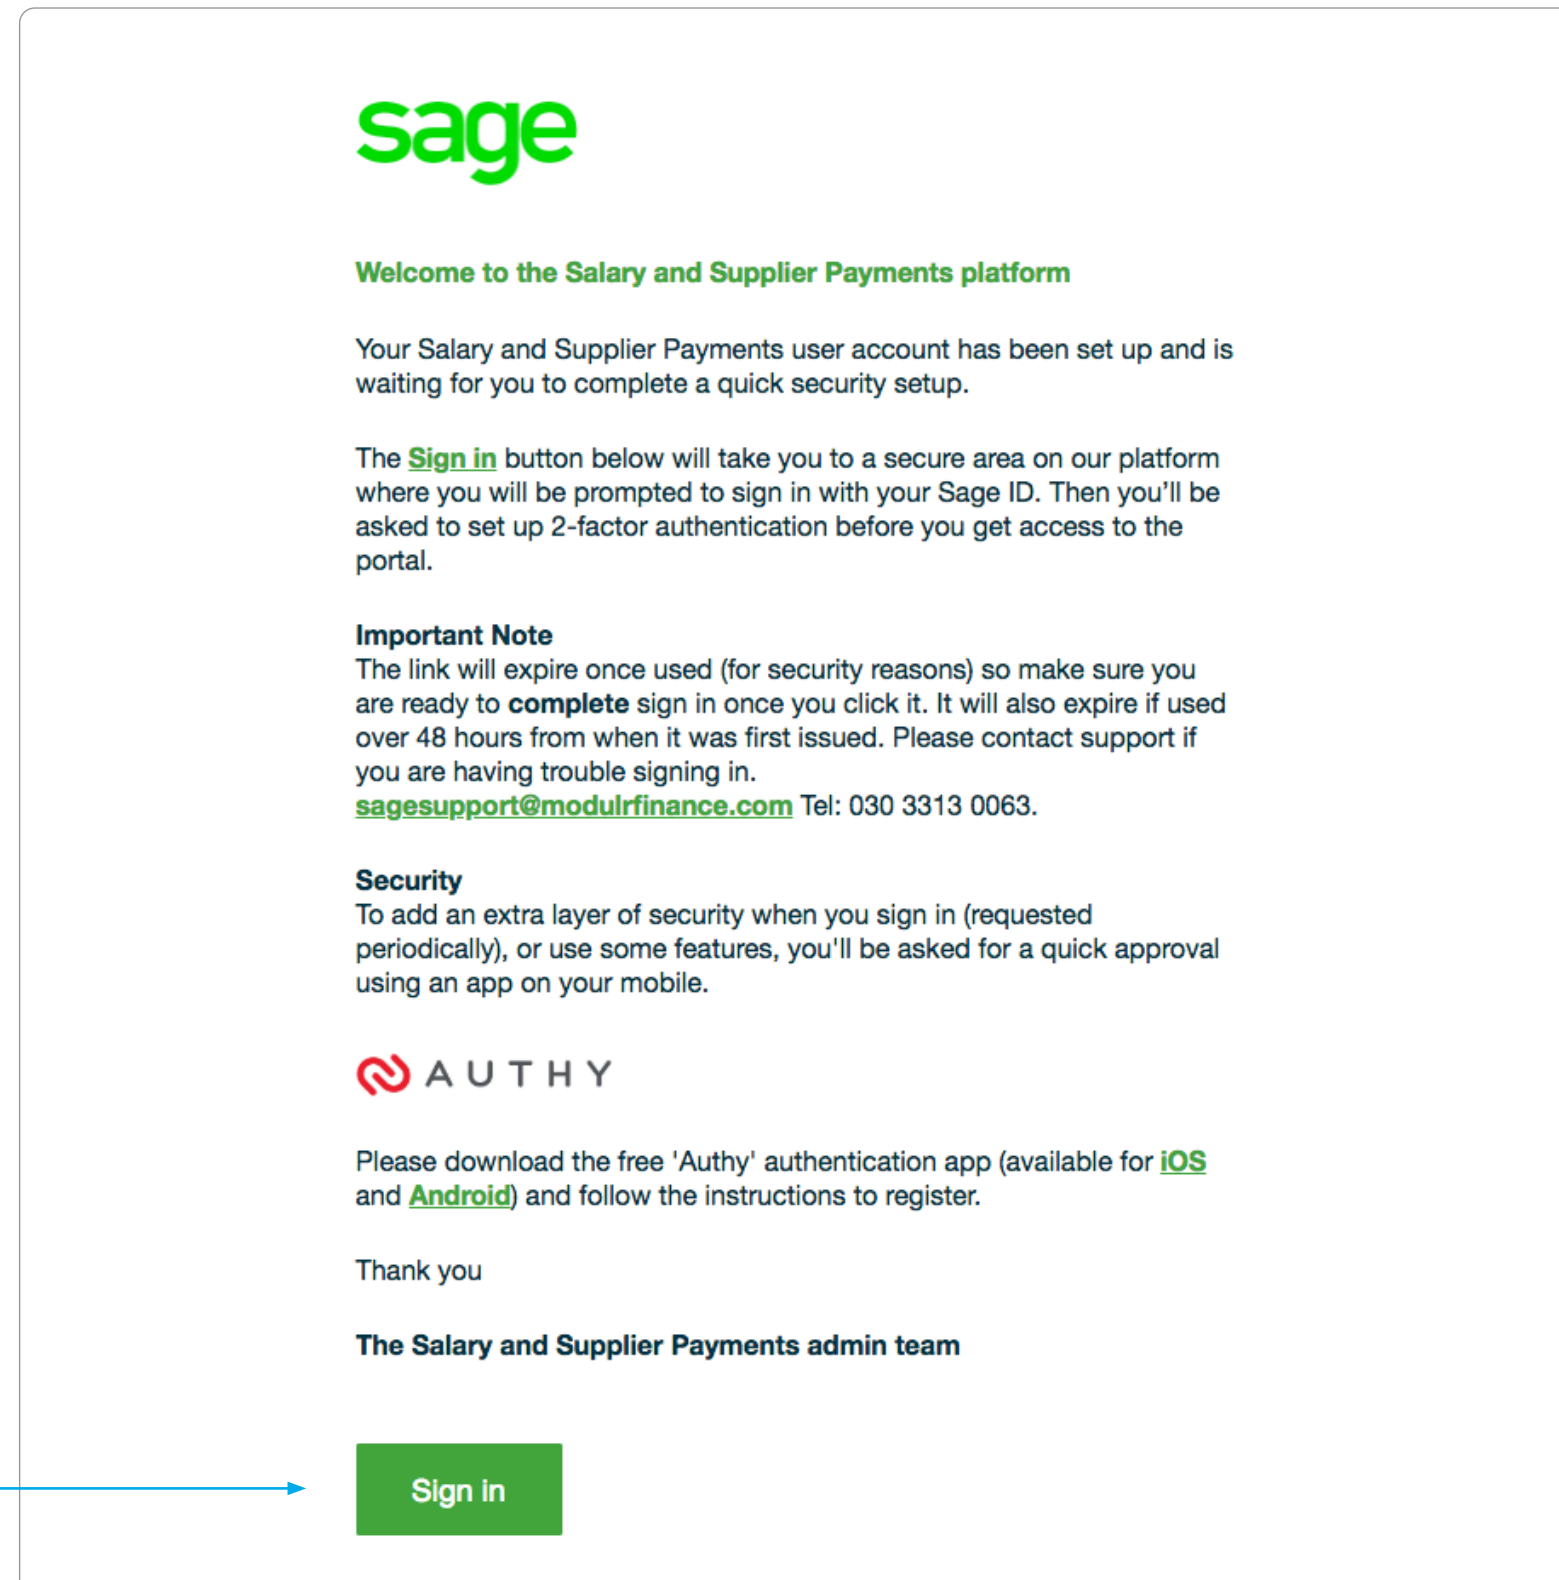 sage
Welcome to the Salary and Supplier Payments platform
Your Salary and Supplier Payments user account has been set up and is
waiting for you to complete a quick security setup.
The Sign in button below will take you to a secure area on our platform
where you will be prompted to sign in with your Sage ID. Then you’ll be
asked to set up 2-factor authentication before you get access to the
portal.
Important Note
The link will expire once used (for security reasons) so make sure you
are ready to complete sign in once you click it. It will also expire if used
over 48 hours from when it was first issued. Please contact support if
you are having trouble signing in.
sagesupport@modulrfinance.com Tel: 030 3313 0063.
Security
To add an extra layer of security when you sign in (requested
periodically), or use some features, you'll be asked for a quick approval
using an app on your mobile.
AUTHY
Please download the free 'Authy' authentication app (available for iOS
and Android) and follow the instructions to register.
Thank you
The Salary and Supplier Payments admin team
Sign in